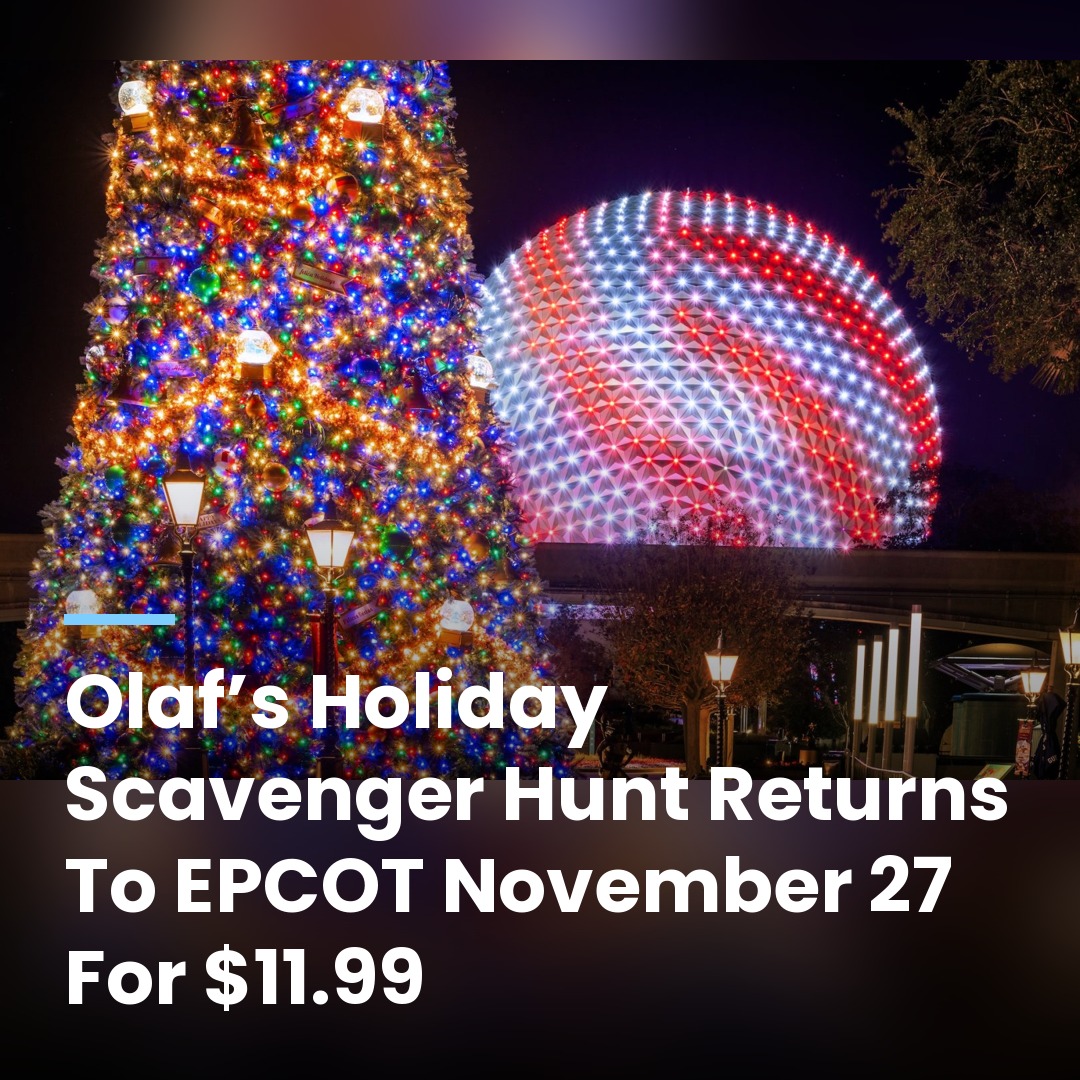 Olaf’s Holiday
Scavenger Hunt Returns
To EPCOT November 27
For $11.99